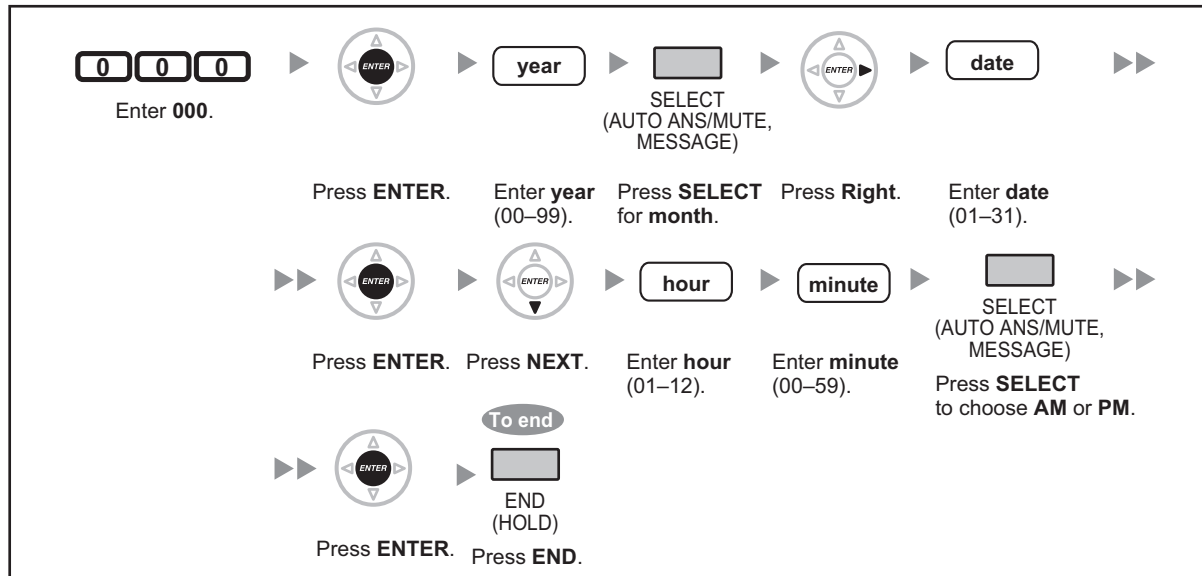 0 0 0
Enter 000.
ENTER
Press ENTER.
year
Enter year
(00–99).
SELECT
(AUTO ANS/MUTE,
MESSAGE)
Press SELECT
for month.
ENTER
Press Right.
date
Enter date
(01–31).
ENTER
Press ENTER.
ENTER
Press NEXT.
hour
Enter hour
(01–12).
minute
Enter minute
(00–59).
SELECT
(AUTO ANS/MUTE,
MESSAGE)
Press SELECT
to choose AM or PM.
ENTER
Press ENTER.
To end
END
(HOLD)
Press END.